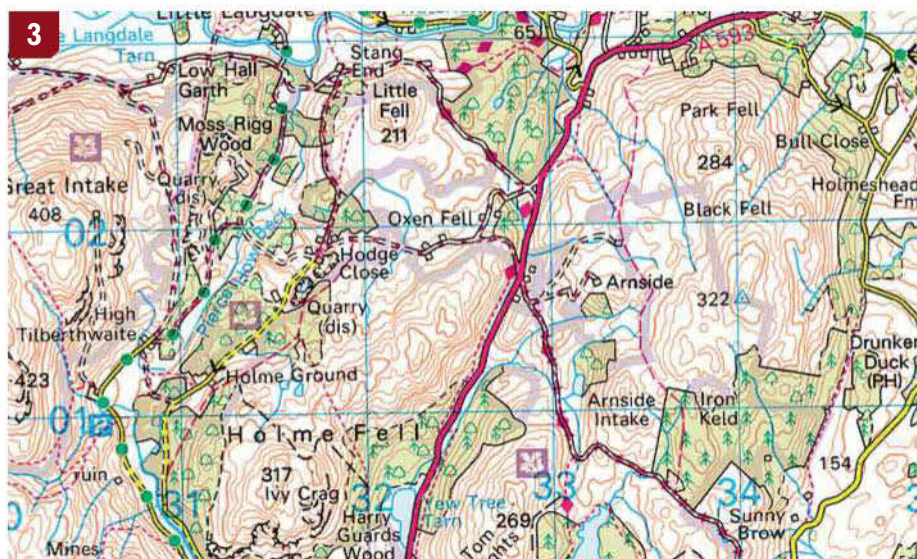 3
Little Langdale
Langdale
Tarn
Stang
End
65
A 593
Low Hall
Garth
Little
Fell
211
Moss Rigg
Wood
Park Fell
Bull Close
284
Great Intake
408
Quarry
(dis)
Holmeshead
Fm
02
Pierce How Beck
Oxen Fell
Black Fell
Hodge
Close
Arnside
322
Quarry
(dis)
High
Tilberthwaite
423
Drunken
Duck
(PH)
Holme Ground
Arnside
Intake
Iron
Keld
01
Holme Fell
ruin
317
Ivy Crag
31
32
33
34
154
Yew Tree
Tarn
269
Tom
Sunny
Brow
Harry
Guards
Wood
Mines